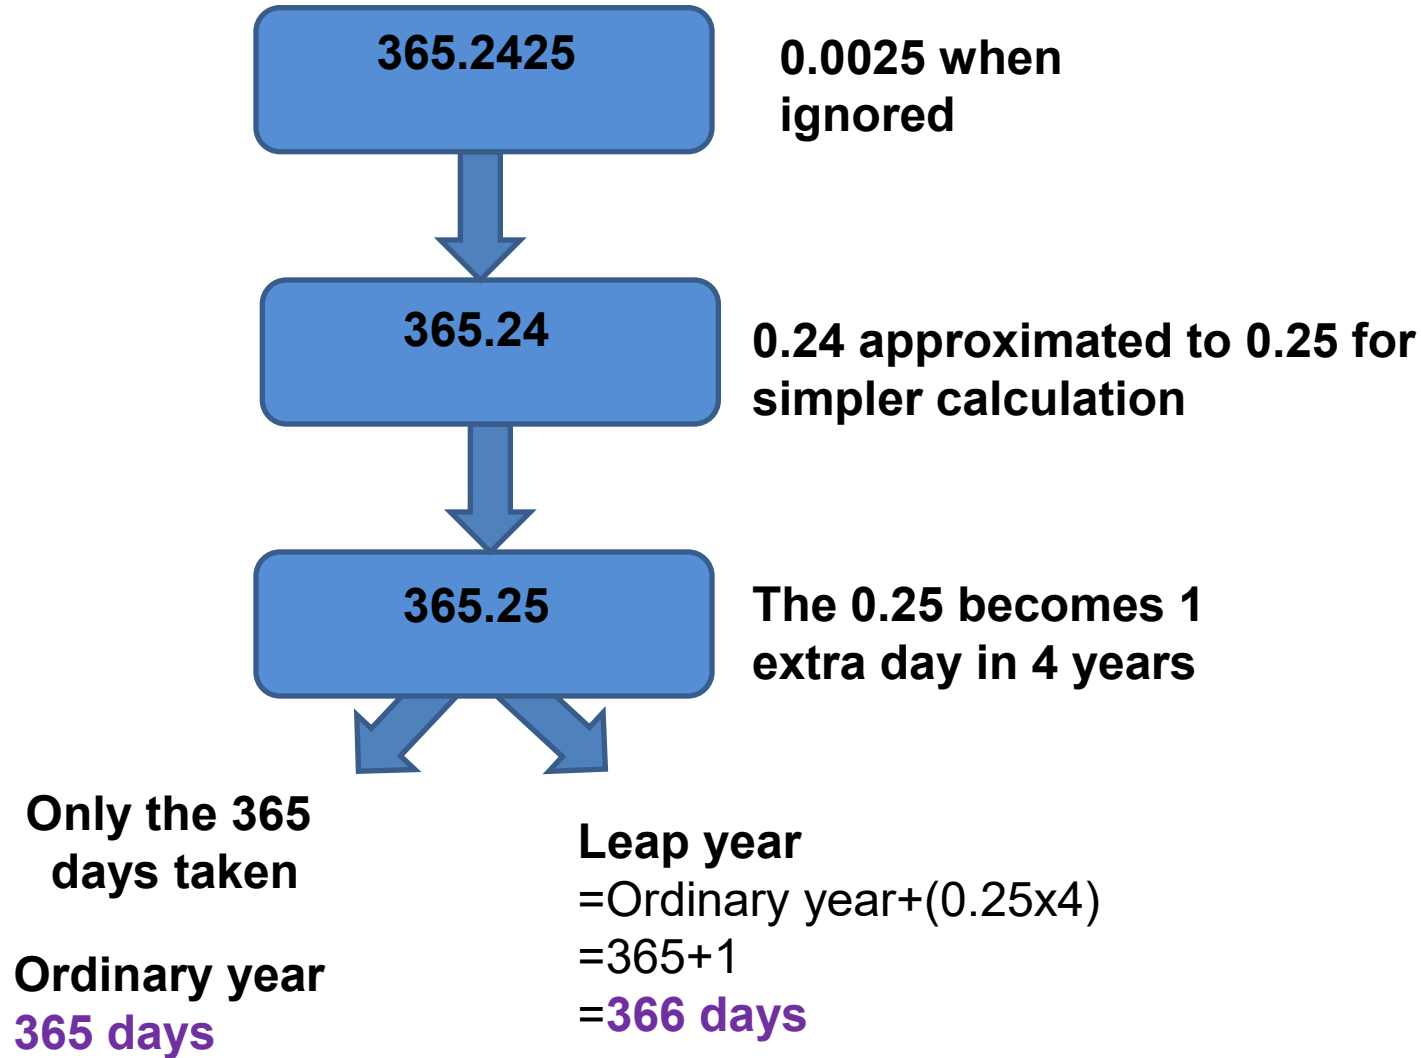 365.2425
0.0025 when
ignored
365.24
0.24 approximated to 0.25 for
simpler calculation
365.25
The 0.25 becomes 1
extra day in 4 years
Only the 365
days taken
Ordinary year
365 days
Leap year
=Ordinary year+(0.25x4)
=365+1
=366 days